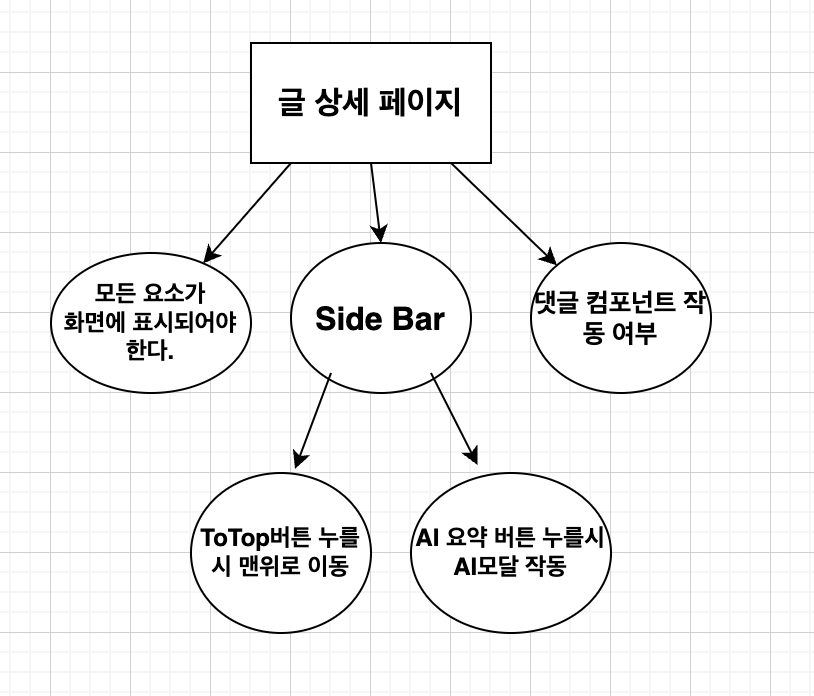 글 상세 페이지
모든 요소가
화면에 표시되어야
한다.
Side Bar
댓글 컴포넌트 작
동 여부
ToTop버튼 누를
시 맨위로 이동
AI 요약 버튼 누를시
AI모달 작동